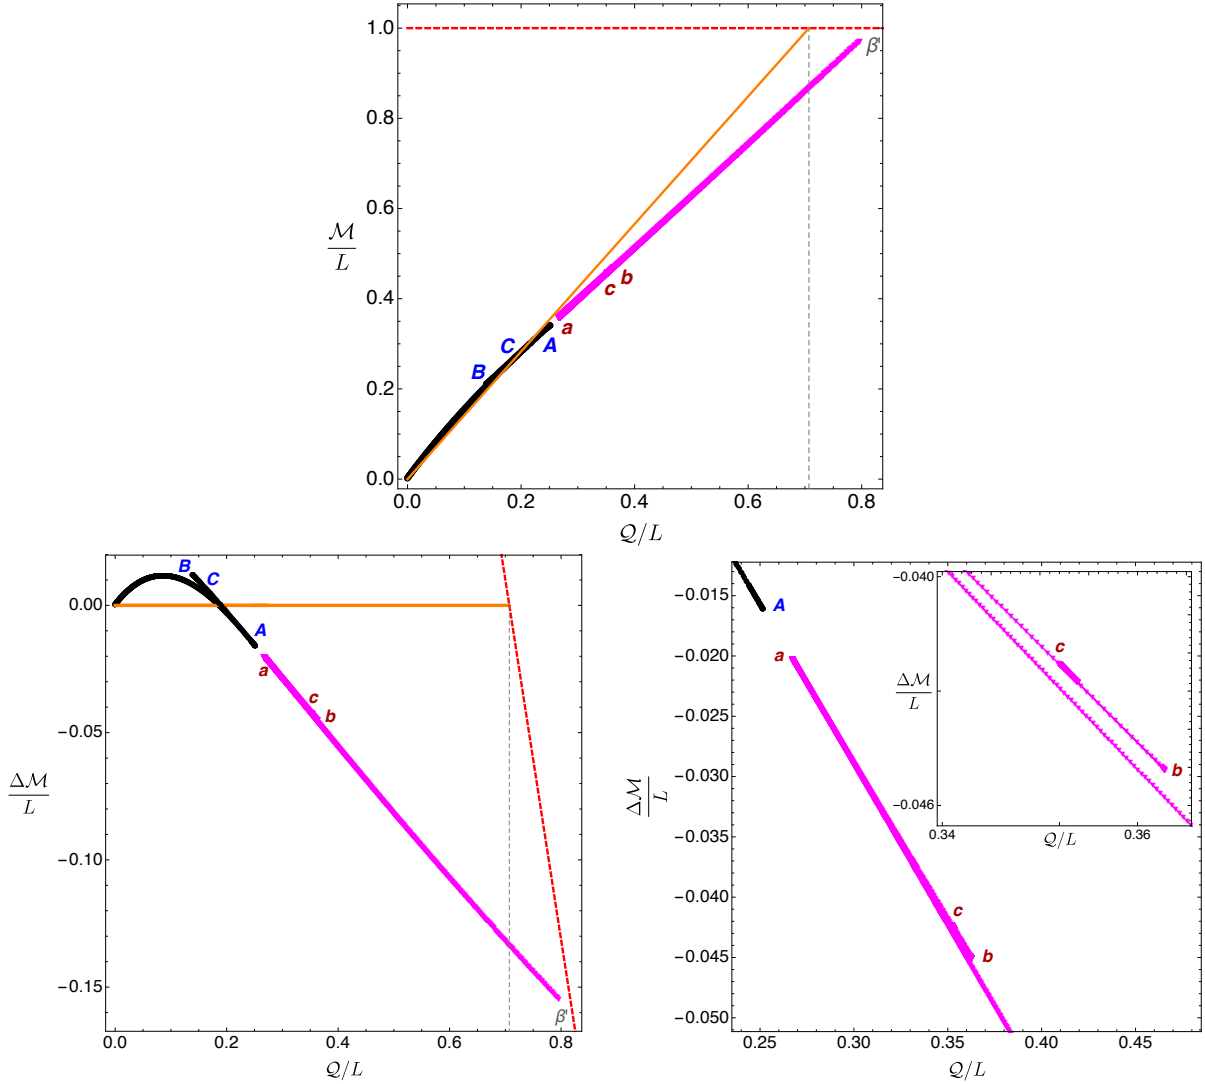 1.0
0.8
0.6
0.4
0.2
0.0
ℳ/L
β'
b
c
a
A
C
B
0.0 0.2 0.4 0.6 0.8
𝒬/L
0.00
−0.05
−0.10
−0.15
Δℳ/L
B
C
A
a
c
b
β'
0.0 0.2 0.4 0.6 0.8
𝒬/L
−0.015
−0.020
−0.025
−0.030
−0.035
−0.040
−0.045
−0.050
Δℳ/L
A
a
c
b
0.25 0.30 0.35 0.40 0.45
𝒬/L
−0.040
Δℳ/L
−0.046
c
b
0.34 0.36
𝒬/L